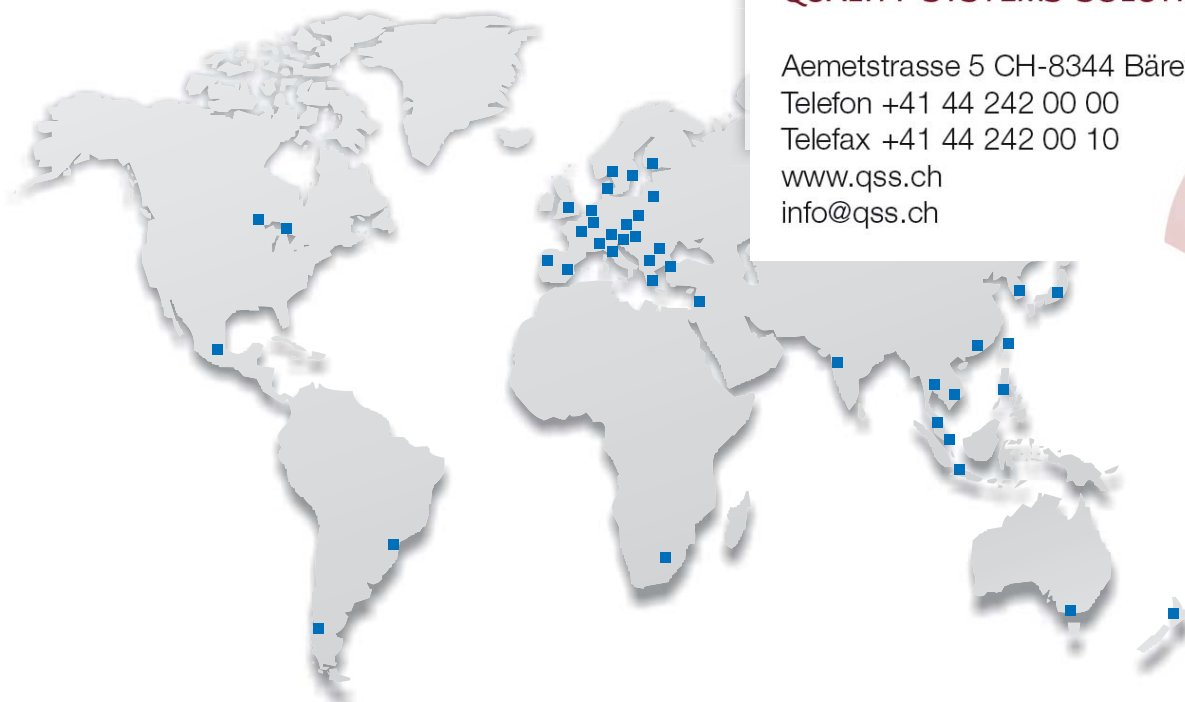 Aemetstrasse 5 CH-8344 Bäre
Telefon +41 44 242 00 00
Telefax +41 44 242 00 10
www.qss.ch
info@qss.ch